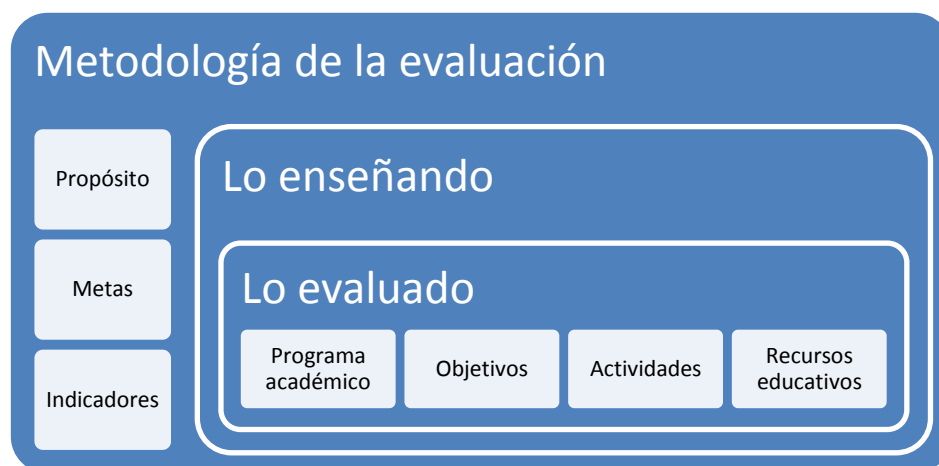 Metodología de la evaluación
Propósito
Metas
Indicadores
Lo enseñando
Lo evaluado
Programa
académico
Objetivos
Actividades
Recursos
educativos